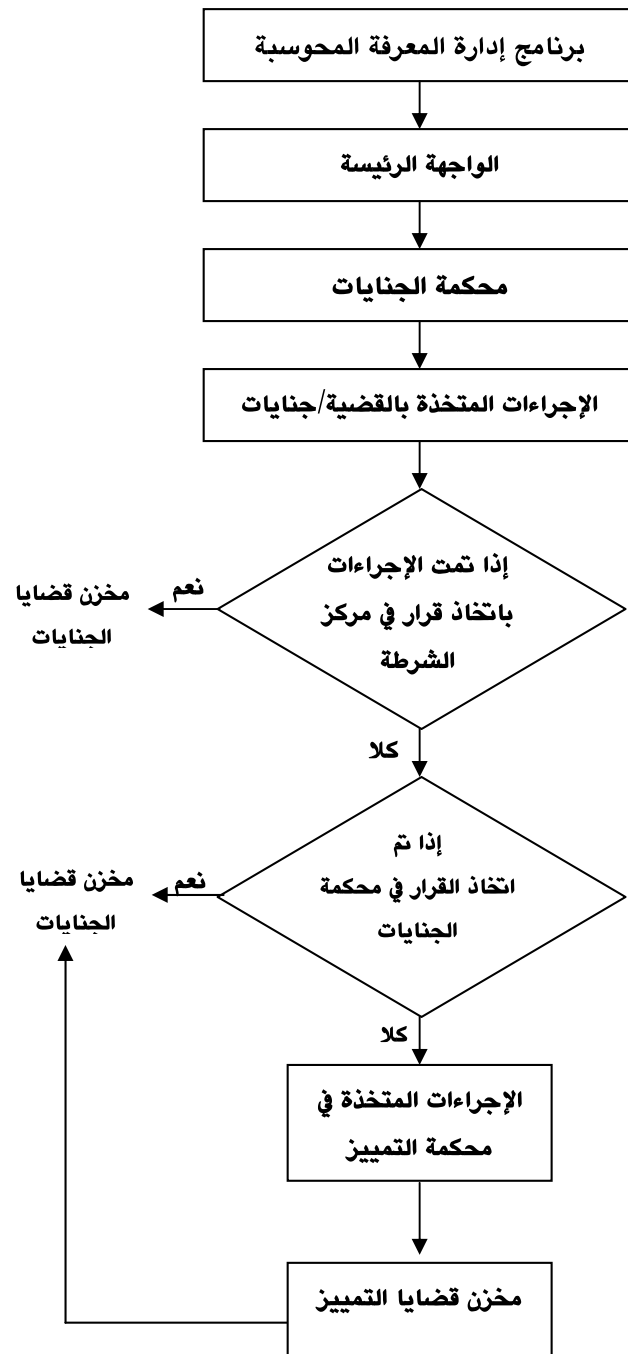 برنامج إدارة المعرفة المحوسبة
الواجهة الرئيسة
محكمة الجنايات
الإجراءات المتخذة بالقضية/جنايات
إذا تمت الإجراءات
باتخاذ قرار في مركز
الشرطة
نعم
مخزن قضايا
الجنايات
كلا
إذا تم
اتخاذ القرار في محكمة
الجنايات
نعم
مخزن قضايا
الجنايات
كلا
الإجراءات المتخذة في
محكمة التمييز
مخزن قضايا التمييز